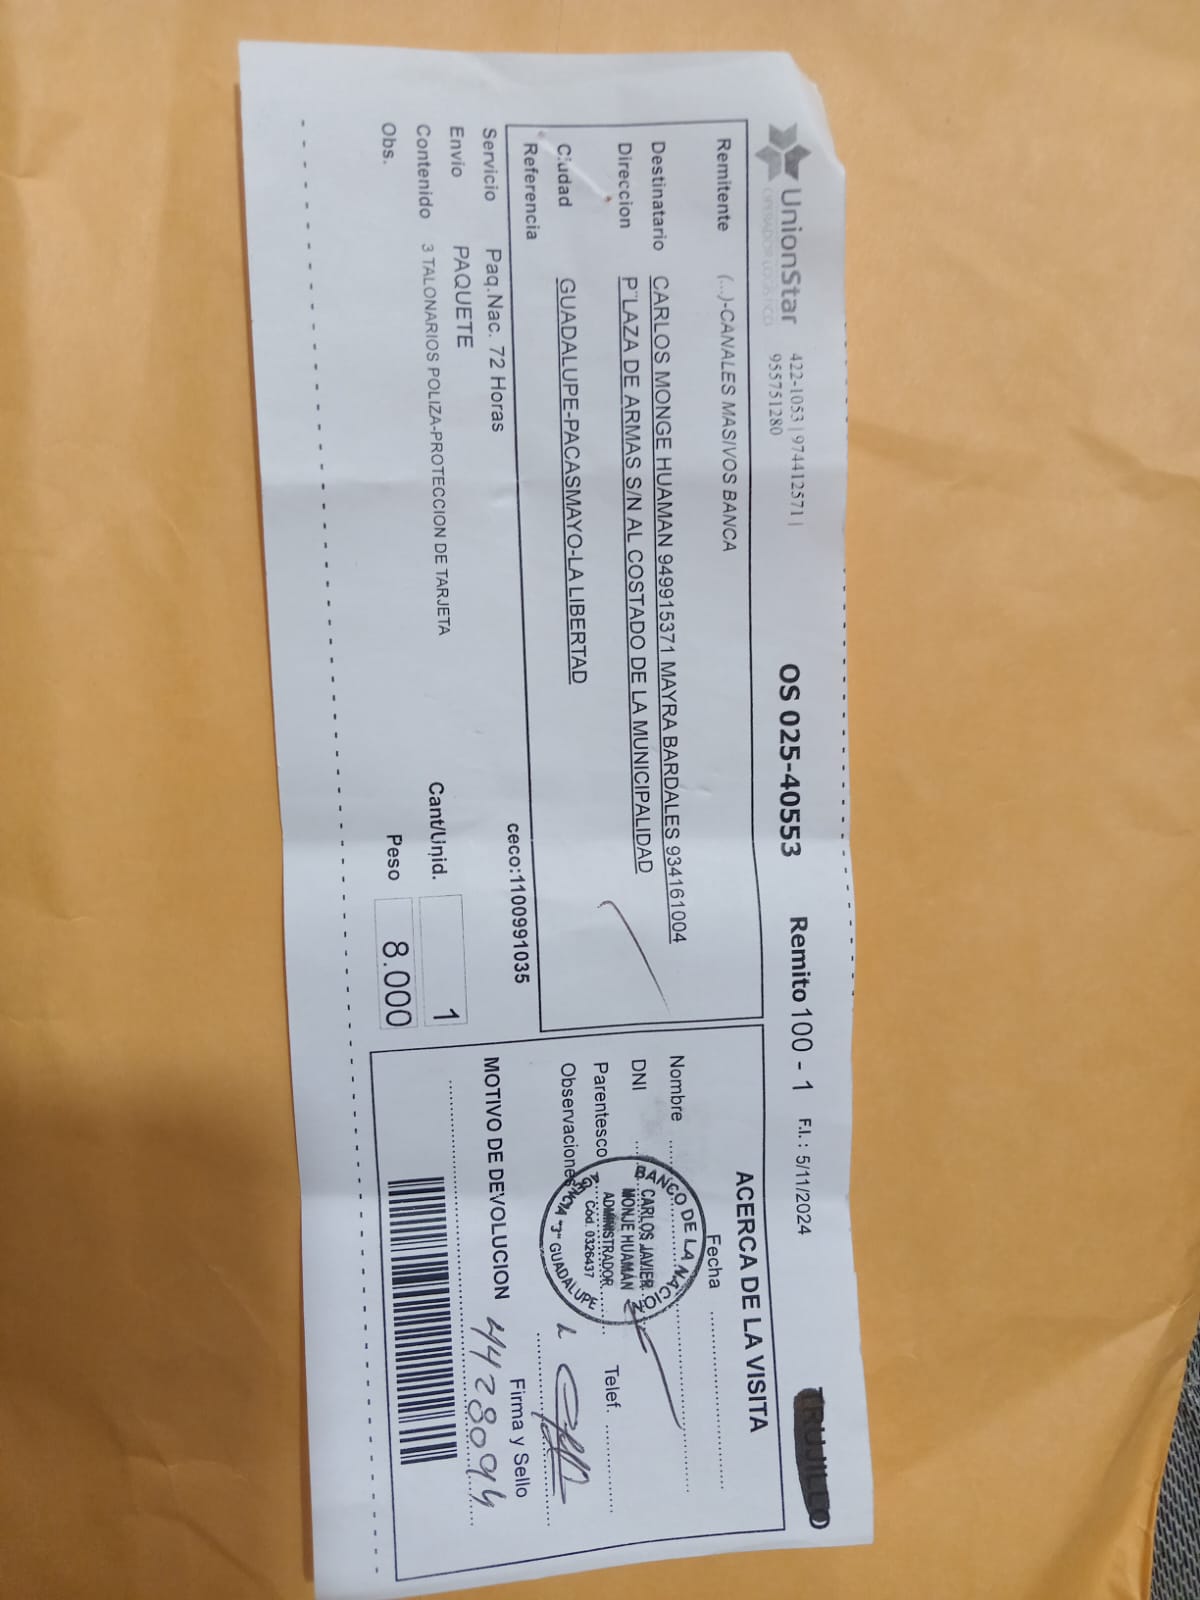 UnionStar
OPERADOR LOGISTICO
422-1053 | 974412571 |
955751280
OS 025-40553
Remito 100 - 1
F.I. : 5/11/2024
TRUJILLO
Remitente (...)-CANALES MASIVOS BANCA
Destinatario CARLOS MONGE HUAMAN 949915371 MAYRA BARDALES 934161004
Direccion P¨LAZA DE ARMAS S/N AL COSTADO DE LA MUNICIPALIDAD
Ciudad GUADALUPE-PACASMAYO-LA LIBERTAD
Referencia
ceco:1100991035
Servicio Paq.Nac. 72 Horas
Envio PAQUETE
Contenido 3 TALONARIOS POLIZA-PROTECCION DE TARJETA
Obs.
Cant/Unid. 1
Peso 8.000
ACERCA DE LA VISITA
Fecha
Nombre
DNI
Parentesco
Telef.
Observaciones
BANCO DE LA NACION
CARLOS JAVIER
MONJE HUAMÁN
ADMINISTRADOR
Cód. 0326437
"3" GUADALUPE
Firma y Sello
MOTIVO DE DEVOLUCION
4428094